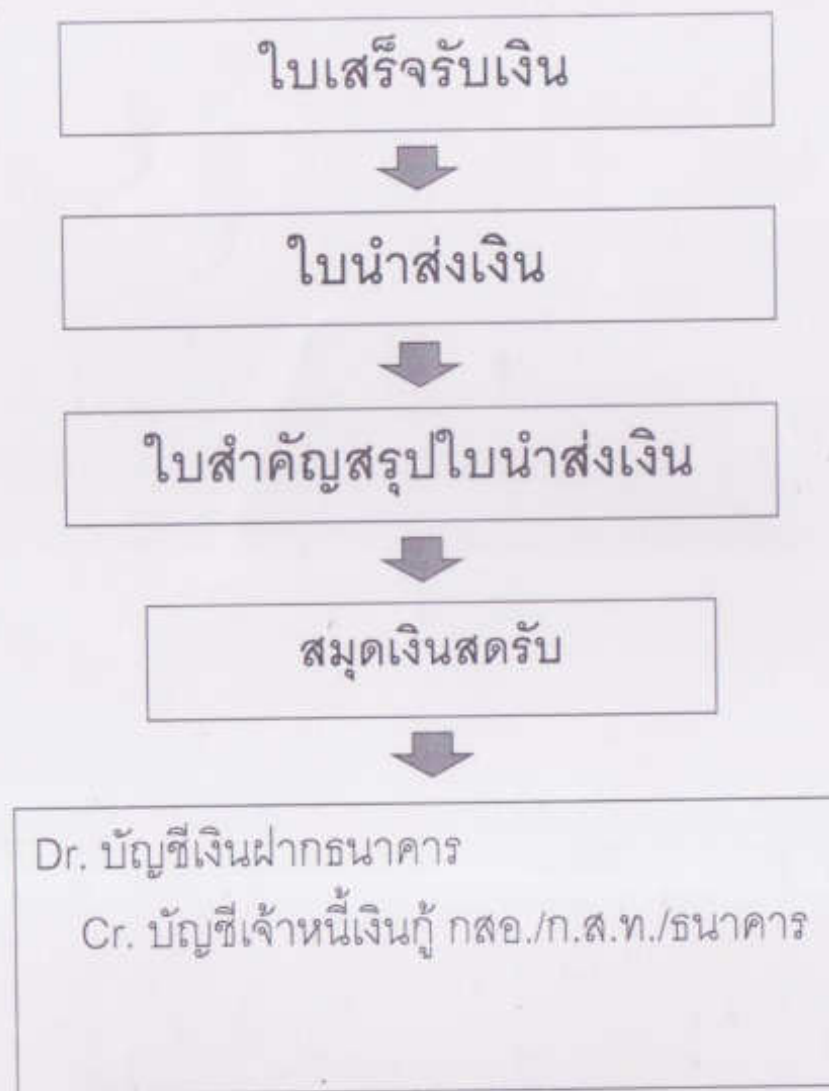 ใบเสร็จรับเงิน
ใบนำส่งเงิน
ใบสำคัญสรุปใบนำส่งเงิน
สมุดเงินสดรับ
Dr. บัญชีเงินฝากธนาคาร
Cr. บัญชีเจ้าหนี้เงินกู้ กสอ./ก.ส.ท./ธนาคาร